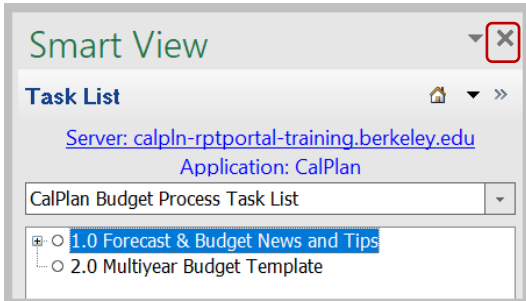 Smart View
Task List
Server: calpln-rptportal-training.berkeley.edu
Application: CalPlan
CalPlan Budget Process Task List
1.0 Forecast & Budget News and Tips
2.0 Multiyear Budget Template